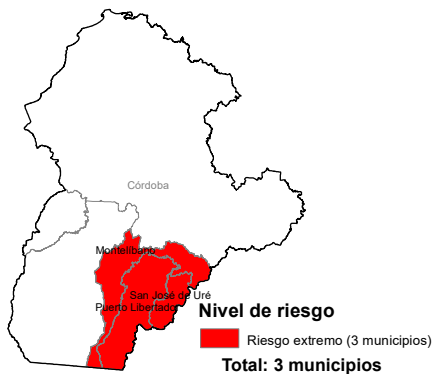 Córdoba
Montelíbano
San José de Uré
Puerto Libertador
Nivel de riesgo
Riesgo extremo (3 municipios)
Total: 3 municipios